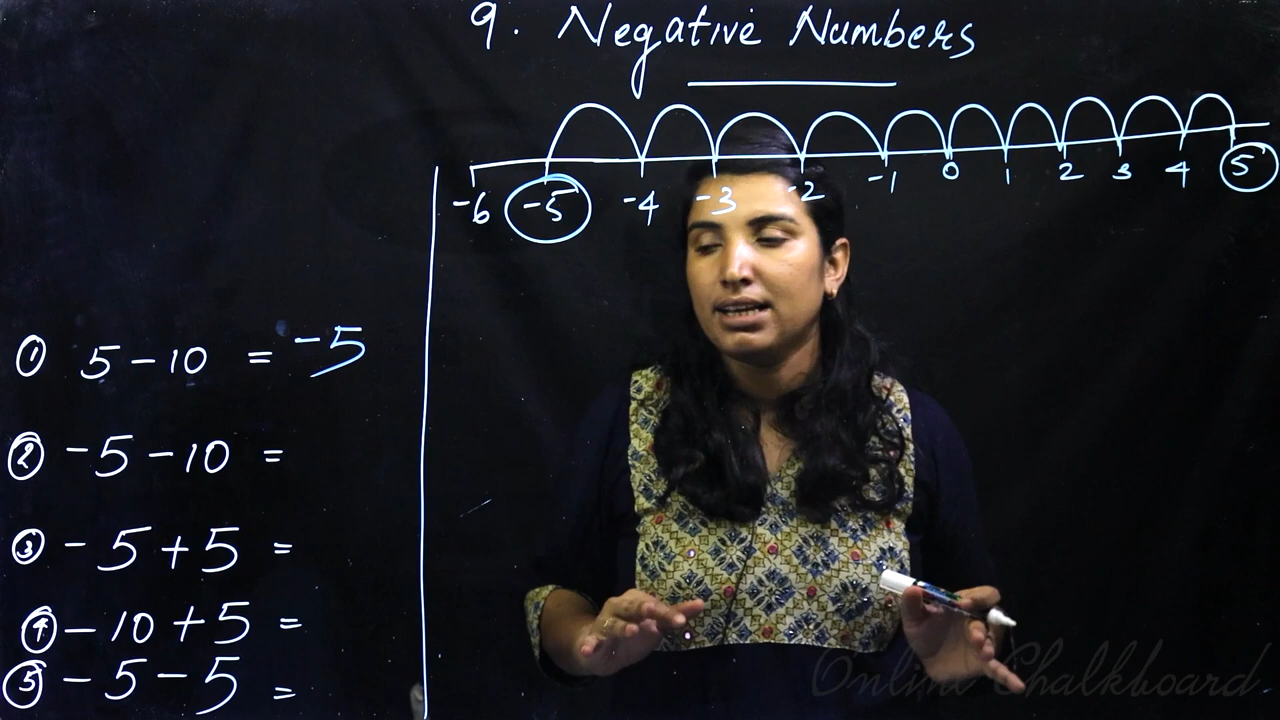 9. Negative Numbers
-6 -5 -4 -3 -2 -1 0 1 2 3 4 5
① 5 - 10 = -5
② -5 - 10 =
③ -5 + 5 =
④ -10 + 5 =
⑤ -5 - 5 =
Online Chalkboard